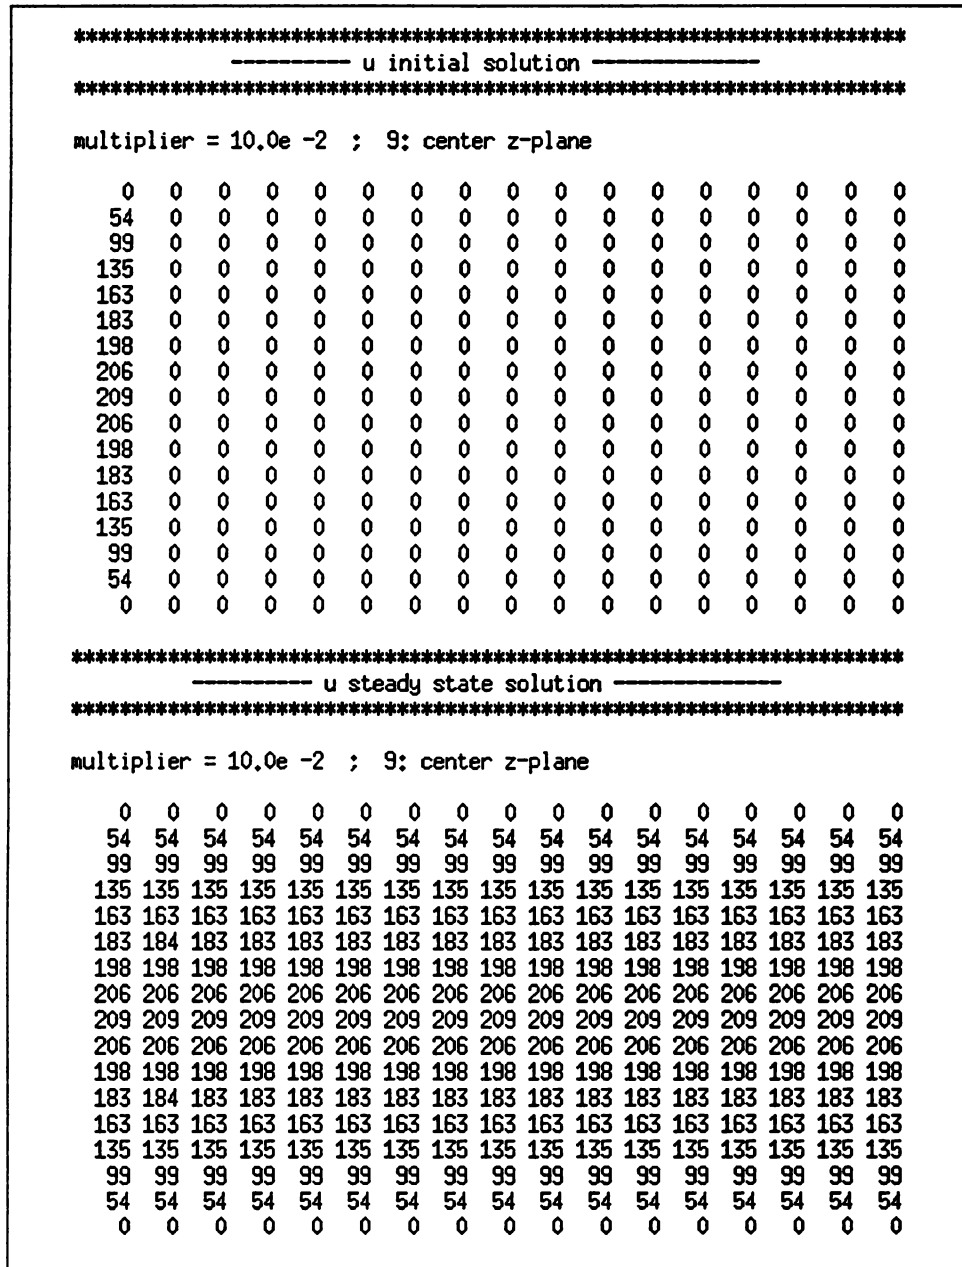 *********************************************************************
---------- u initial solution --------------
*********************************************************************
multiplier = 10.0e -2  ;  9: center z-plane
0 0 0 0 0 0 0 0 0 0 0 0 0 0 0 0 0
54 0 0 0 0 0 0 0 0 0 0 0 0 0 0 0 0
99 0 0 0 0 0 0 0 0 0 0 0 0 0 0 0 0
135 0 0 0 0 0 0 0 0 0 0 0 0 0 0 0 0
163 0 0 0 0 0 0 0 0 0 0 0 0 0 0 0 0
183 0 0 0 0 0 0 0 0 0 0 0 0 0 0 0 0
198 0 0 0 0 0 0 0 0 0 0 0 0 0 0 0 0
206 0 0 0 0 0 0 0 0 0 0 0 0 0 0 0 0
209 0 0 0 0 0 0 0 0 0 0 0 0 0 0 0 0
206 0 0 0 0 0 0 0 0 0 0 0 0 0 0 0 0
198 0 0 0 0 0 0 0 0 0 0 0 0 0 0 0 0
183 0 0 0 0 0 0 0 0 0 0 0 0 0 0 0 0
163 0 0 0 0 0 0 0 0 0 0 0 0 0 0 0 0
135 0 0 0 0 0 0 0 0 0 0 0 0 0 0 0 0
99 0 0 0 0 0 0 0 0 0 0 0 0 0 0 0 0
54 0 0 0 0 0 0 0 0 0 0 0 0 0 0 0 0
0 0 0 0 0 0 0 0 0 0 0 0 0 0 0 0 0
*********************************************************************
---------- u steady state solution --------------
*********************************************************************
multiplier = 10.0e -2  ;  9: center z-plane
0 0 0 0 0 0 0 0 0 0 0 0 0 0 0 0 0
54 54 54 54 54 54 54 54 54 54 54 54 54 54 54 54 54
99 99 99 99 99 99 99 99 99 99 99 99 99 99 99 99 99
135 135 135 135 135 135 135 135 135 135 135 135 135 135 135 135 135
163 163 163 163 163 163 163 163 163 163 163 163 163 163 163 163 163
183 184 183 183 183 183 183 183 183 183 183 183 183 183 183 183 183
198 198 198 198 198 198 198 198 198 198 198 198 198 198 198 198 198
206 206 206 206 206 206 206 206 206 206 206 206 206 206 206 206 206
209 209 209 209 209 209 209 209 209 209 209 209 209 209 209 209 209
206 206 206 206 206 206 206 206 206 206 206 206 206 206 206 206 206
198 198 198 198 198 198 198 198 198 198 198 198 198 198 198 198 198
183 184 183 183 183 183 183 183 183 183 183 183 183 183 183 183 183
163 163 163 163 163 163 163 163 163 163 163 163 163 163 163 163 163
135 135 135 135 135 135 135 135 135 135 135 135 135 135 135 135 135
99 99 99 99 99 99 99 99 99 99 99 99 99 99 99 99 99
54 54 54 54 54 54 54 54 54 54 54 54 54 54 54 54 54
0 0 0 0 0 0 0 0 0 0 0 0 0 0 0 0 0